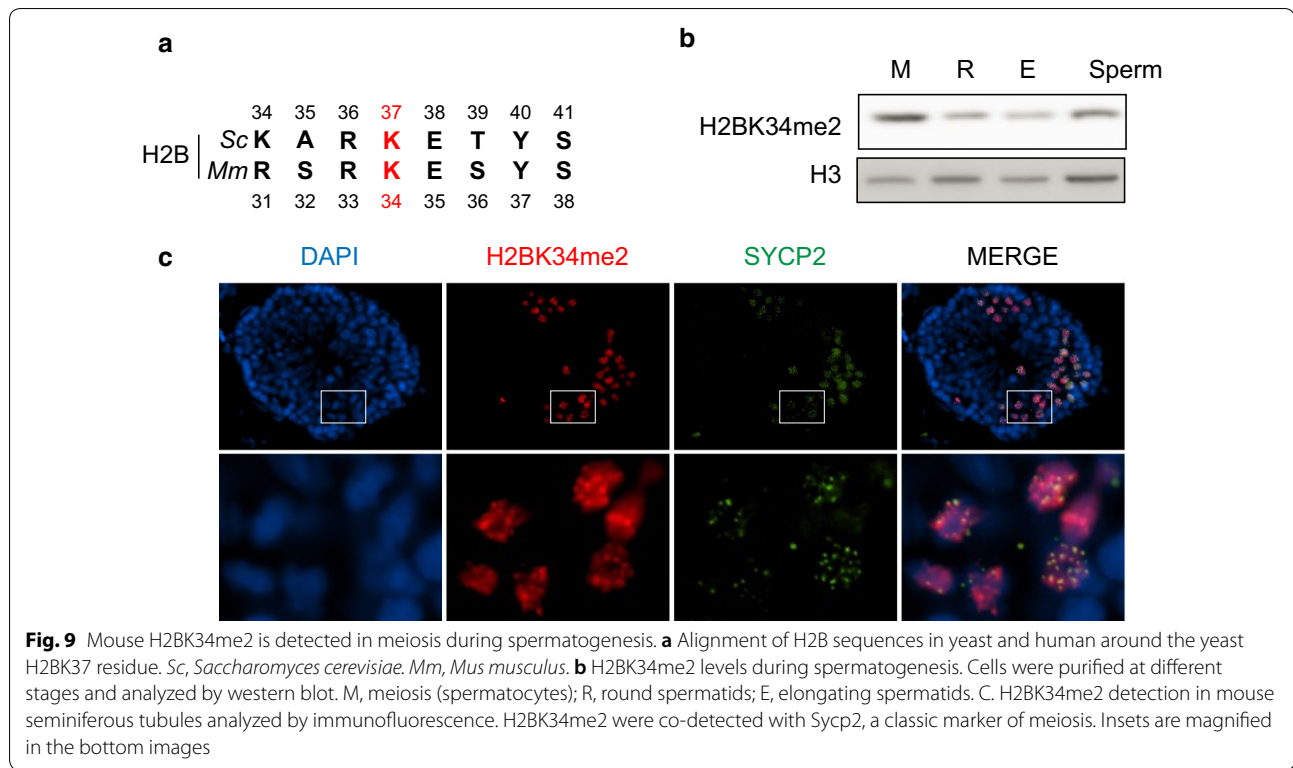 a
34 35 36 37 38 39 40 41
Sc K A R K E T Y S
H2B
Mm R S R K E S Y S
31 32 33 34 35 36 37 38
b
M R E Sperm
H2BK34me2
H3
c
DAPI H2BK34me2 SYCP2 MERGE
Fig. 9 Mouse H2BK34me2 is detected in meiosis during spermatogenesis. a Alignment of H2B sequences in yeast and human around the yeast
H2BK37 residue. Sc, Saccharomyces cerevisiae. Mm, Mus musculus. b H2BK34me2 levels during spermatogenesis. Cells were purified at different
stages and analyzed by western blot. M, meiosis (spermatocytes); R, round spermatids; E, elongating spermatids. C. H2BK34me2 detection in mouse
seminiferous tubules analyzed by immunofluorescence. H2BK34me2 were co-detected with Sycp2, a classic marker of meiosis. Insets are magnified
in the bottom images